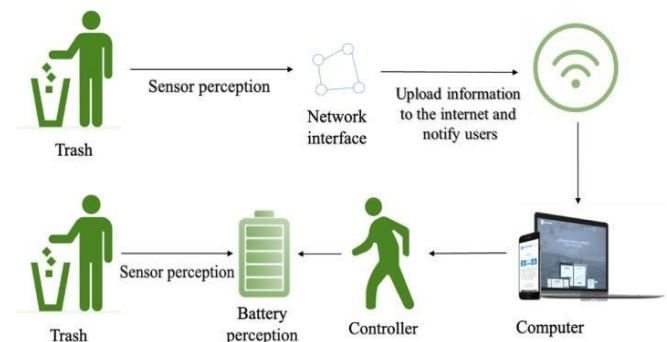 Sensor perception
Trash
Network
interface
Upload information
to the internet and
notify users
Sensor perception
Trash
Battery
perception
Controller
Computer